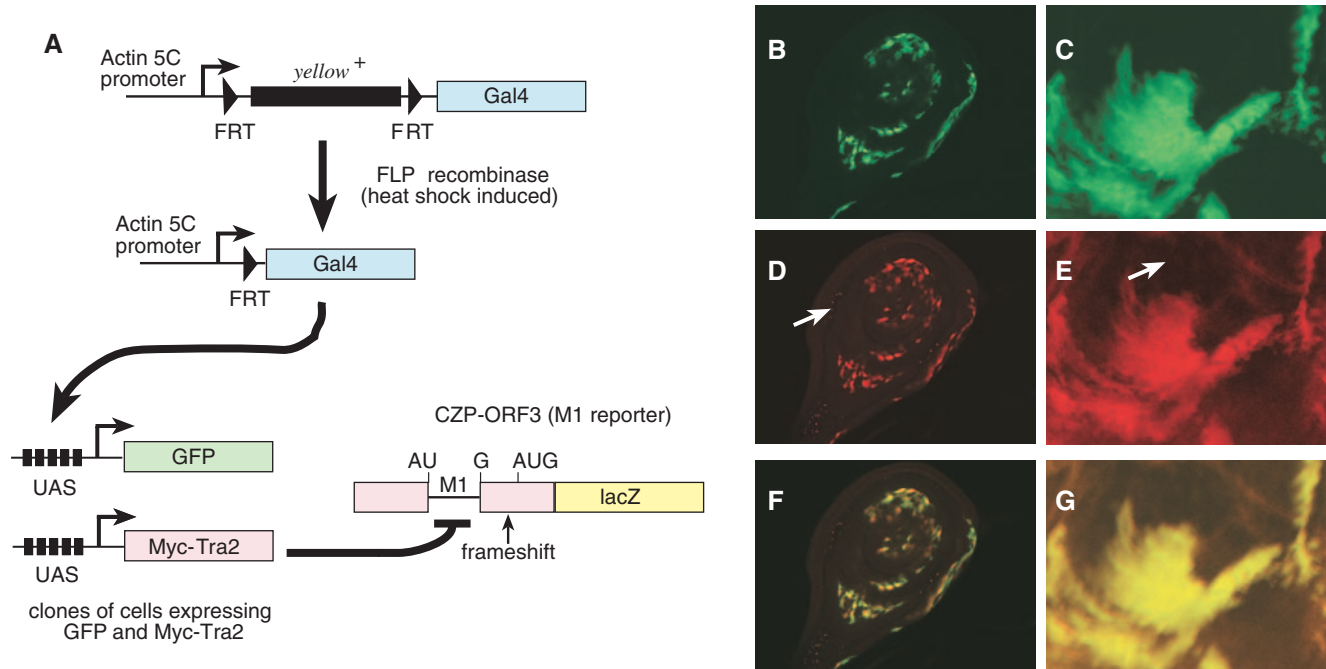 A
Actin 5C
promoter
yellow +
Gal4
FRT
FRT
FLP recombinase
(heat shock induced)
Actin 5C
promoter
Gal4
FRT
GFP
UAS
CZP-ORF3 (M1 reporter)
AU
G
AUG
M1
lacZ
frameshift
Myc-Tra2
UAS
clones of cells expressing
GFP and Myc-Tra2
B
C
D
E
F
G